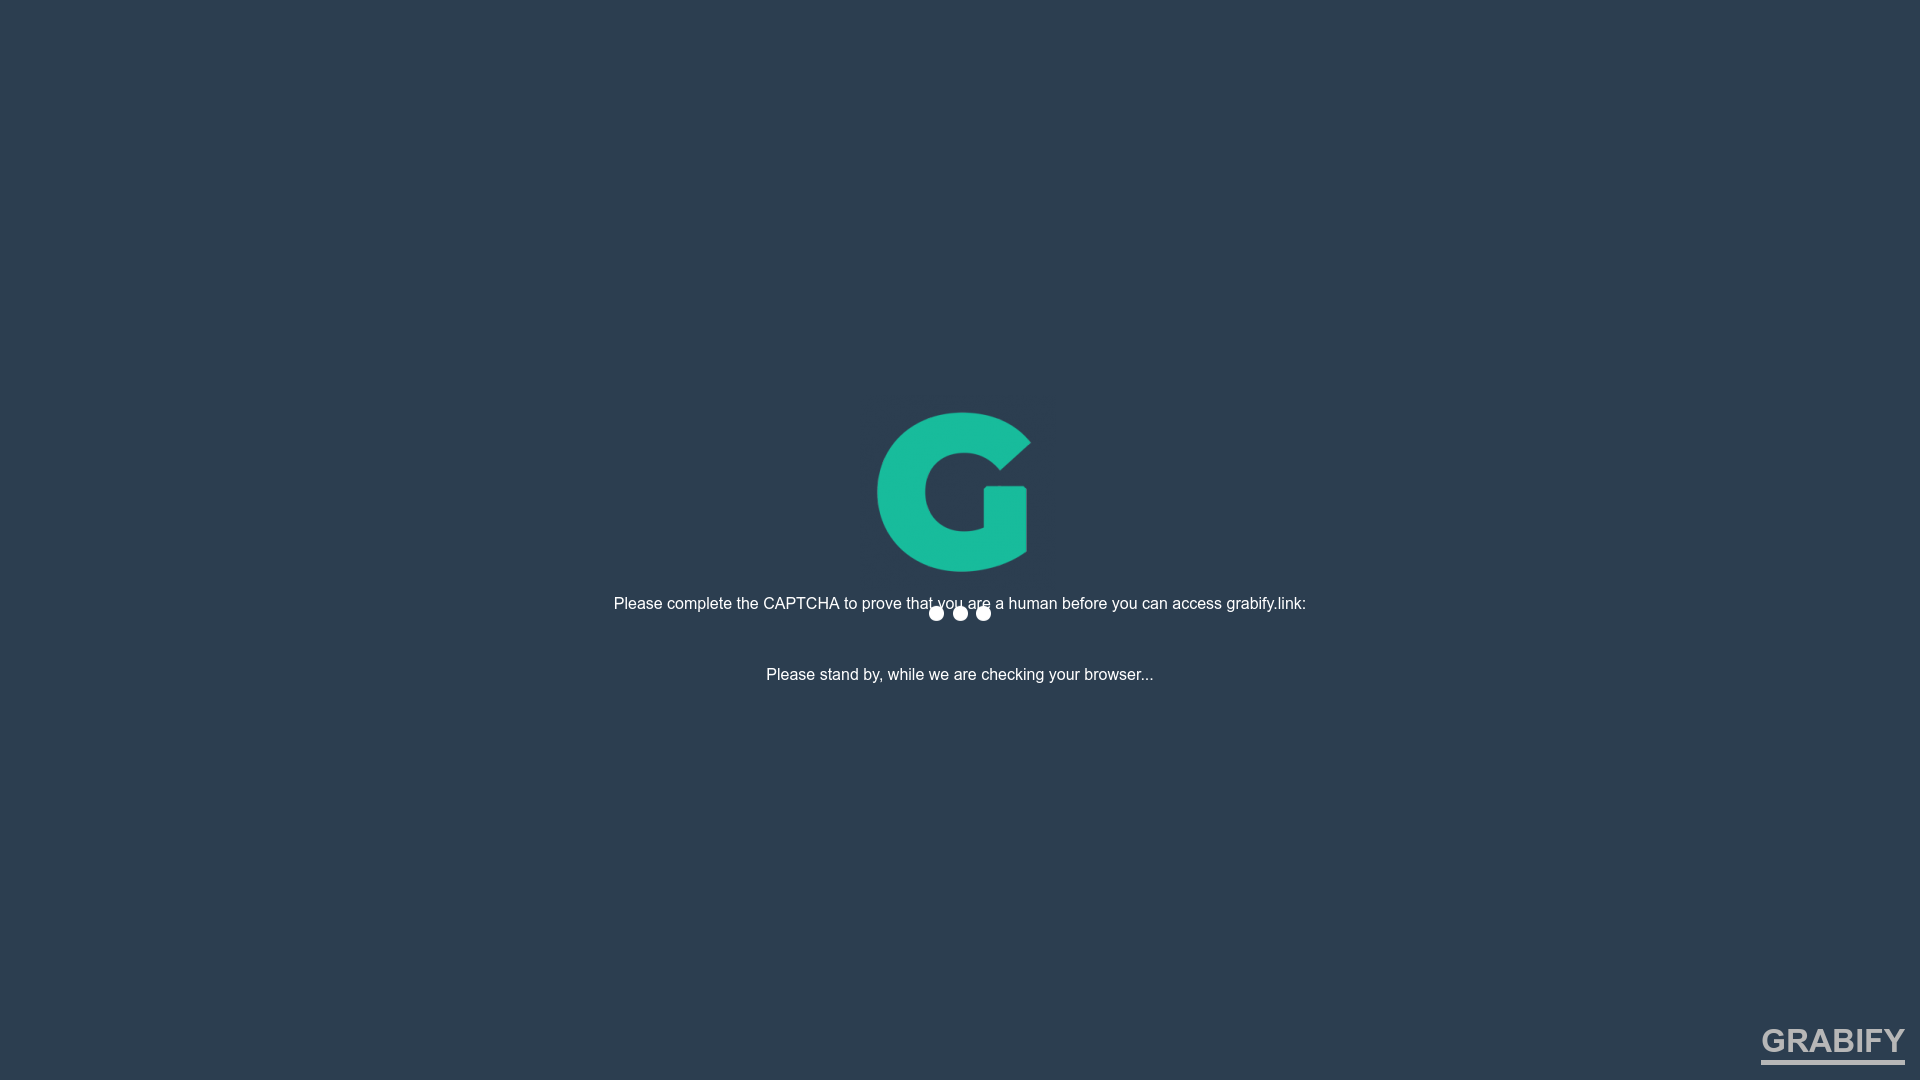 G
Please complete the CAPTCHA to prove that you are a human before you can access grabify.link:
Please stand by, while we are checking your browser...
GRABIFY